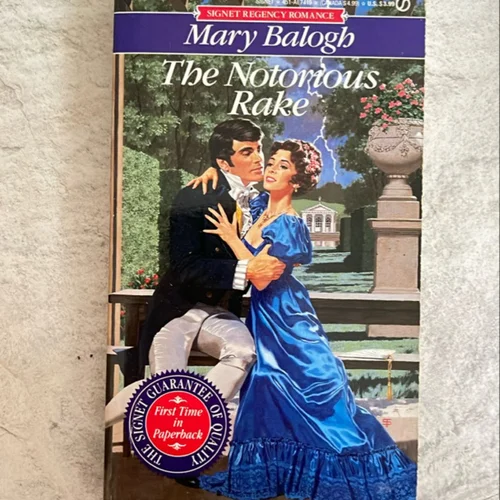 SIGNET REGENCY ROMANCE
Mary Balogh
The Notorious
Rake
THE SIGNET GUARANTEE OF QUALITY
First Time
in
Paperback